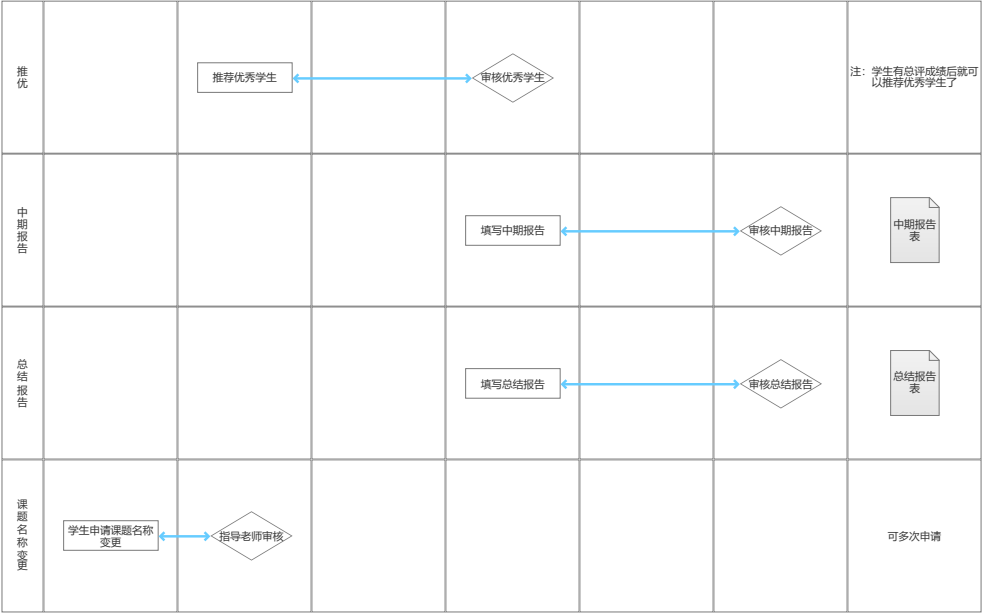 推
优
推荐优秀学生
审核优秀学生
注：学生有总评成绩后就可
以推荐优秀学生了
中
期
报
告
填写中期报告
审核中期报告
中期报告
表
总
结
报
告
填写总结报告
审核总结报告
总结报告
表
课
题
名
称
变
更
学生申请课题名称
变更
指导老师审核
可多次申请